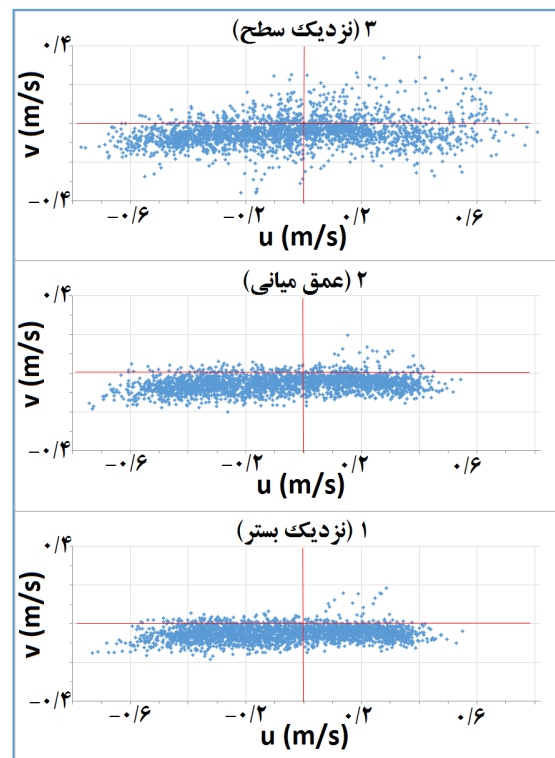 ۳ (نزدیک سطح)
۰/۴
v (m/s)
−۰/۴
−۰/۶ −۰/۲ ۰/۲ ۰/۶
u (m/s)
۲ (عمق میانی)
۰/۴
v (m/s)
−۰/۴
−۰/۶ −۰/۲ ۰/۲ ۰/۶
u (m/s)
۱ (نزدیک بستر)
۰/۴
v (m/s)
−۰/۴
−۰/۶ −۰/۲ ۰/۲ ۰/۶
u (m/s)